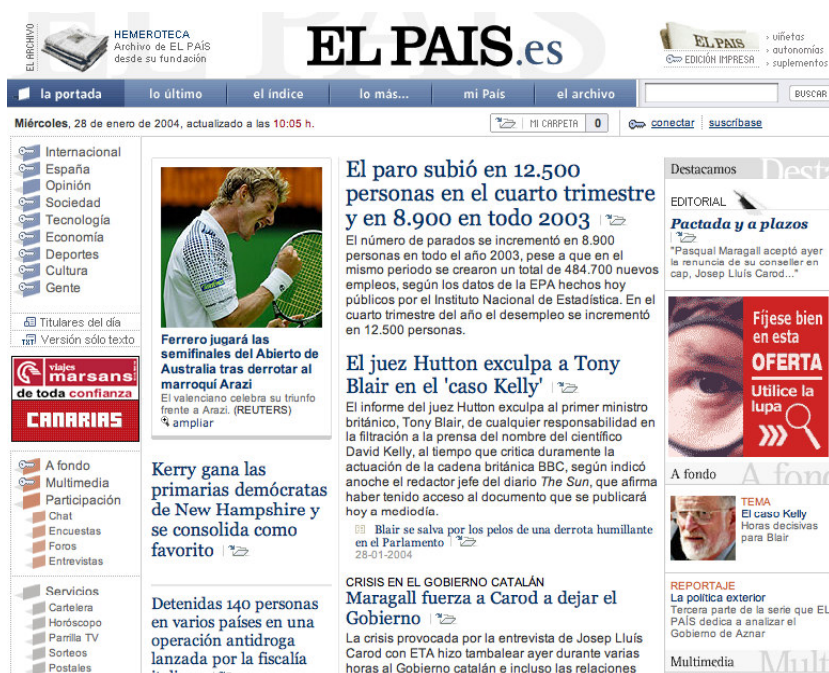 EL ARCHIVO
HEMEROTECA
Archivo de EL PAÍS
desde su fundación
EL PAIS.es
EL PAIS
EDICIÓN IMPRESA
› viñetas
› autonomías
› suplementos
la portada
lo último
el índice
lo más...
mi País
el archivo
BUSCAR
Miércoles, 28 de enero de 2004, actualizado a las 10:05 h.
MI CARPETA 0
conectar suscríbase
Internacional
España
Opinión
Sociedad
Tecnología
Economía
Deportes
Cultura
Gente
Titulares del día
TXT Versión sólo texto
viajes
marsans
de toda confianza
CANARIAS
A fondo
Multimedia
Participación
Chat
Encuestas
Foros
Entrevistas
Servicios
Cartelera
Horóscopo
Parrilla TV
Sorteos
Postales
Ferrero jugará las
semifinales del Abierto de
Australia tras derrotar al
marroquí Arazi
El valenciano celebra su triunfo
frente a Arazi. (REUTERS)
ampliar
Kerry gana las
primarias demócratas
de New Hampshire y
se consolida como
favorito
Detenidas 140 personas
en varios países en una
operación antidroga
lanzada por la fiscalía
El paro subió en 12.500
personas en el cuarto trimestre
y en 8.900 en todo 2003
El número de parados se incrementó en 8.900
personas en todo el año 2003, pese a que en el
mismo periodo se crearon un total de 484.700 nuevos
empleos, según los datos de la EPA hechos hoy
públicos por el Instituto Nacional de Estadística. En el
cuarto trimestre del año el desempleo se incrementó
en 12.500 personas.
El juez Hutton exculpa a Tony
Blair en el 'caso Kelly'
El informe del juez Hutton exculpa al primer ministro
británico, Tony Blair, de cualquier responsabilidad en
la filtración a la prensa del nombre del científico
David Kelly, al tiempo que critica duramente la
actuación de la cadena británica BBC, según indicó
anoche el redactor jefe del diario The Sun, que afirma
haber tenido acceso al documento que se publicará
hoy a mediodía.
Blair se salva por los pelos de una derrota humillante
en el Parlamento
28-01-2004
CRISIS EN EL GOBIERNO CATALÁN
Maragall fuerza a Carod a dejar el
Gobierno
La crisis provocada por la entrevista de Josep Lluís
Carod con ETA hizo tambalear ayer durante varias
horas al Gobierno catalán e incluso las relaciones
Destacamos
EDITORIAL
Pactada y a plazos
"Pasqual Maragall aceptó ayer
la renuncia de su conseller en
cap, Josep Lluís Carod..."
Fíjese bien
en esta
OFERTA
Utilice la
lupa
A fondo
TEMA
El caso Kelly
Horas decisivas
para Blair
REPORTAJE
La política exterior
Tercera parte de la serie que EL
PAÍS dedica a analizar el
Gobierno de Aznar
Multimedia